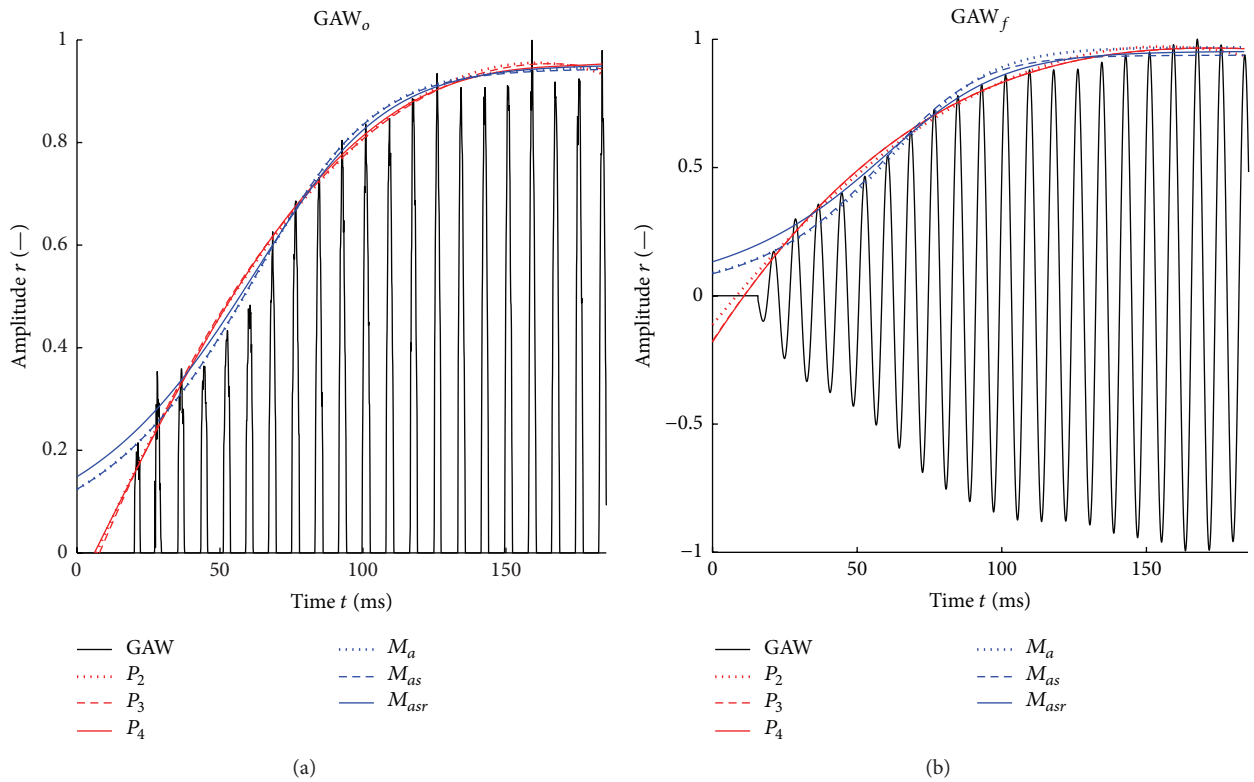 GAWₒ
1
0.8
0.6
0.4
0.2
0
Amplitude r (—)
0
50
100
150
Time t (ms)
GAW
P₂
P₃
P₄
Mₐ
Mₐₛ
Mₐₛᵣ
(a)
GAW_f
1
0.5
0
−0.5
−1
Amplitude r (—)
0
50
100
150
Time t (ms)
GAW
P₂
P₃
P₄
Mₐ
Mₐₛ
Mₐₛᵣ
(b)